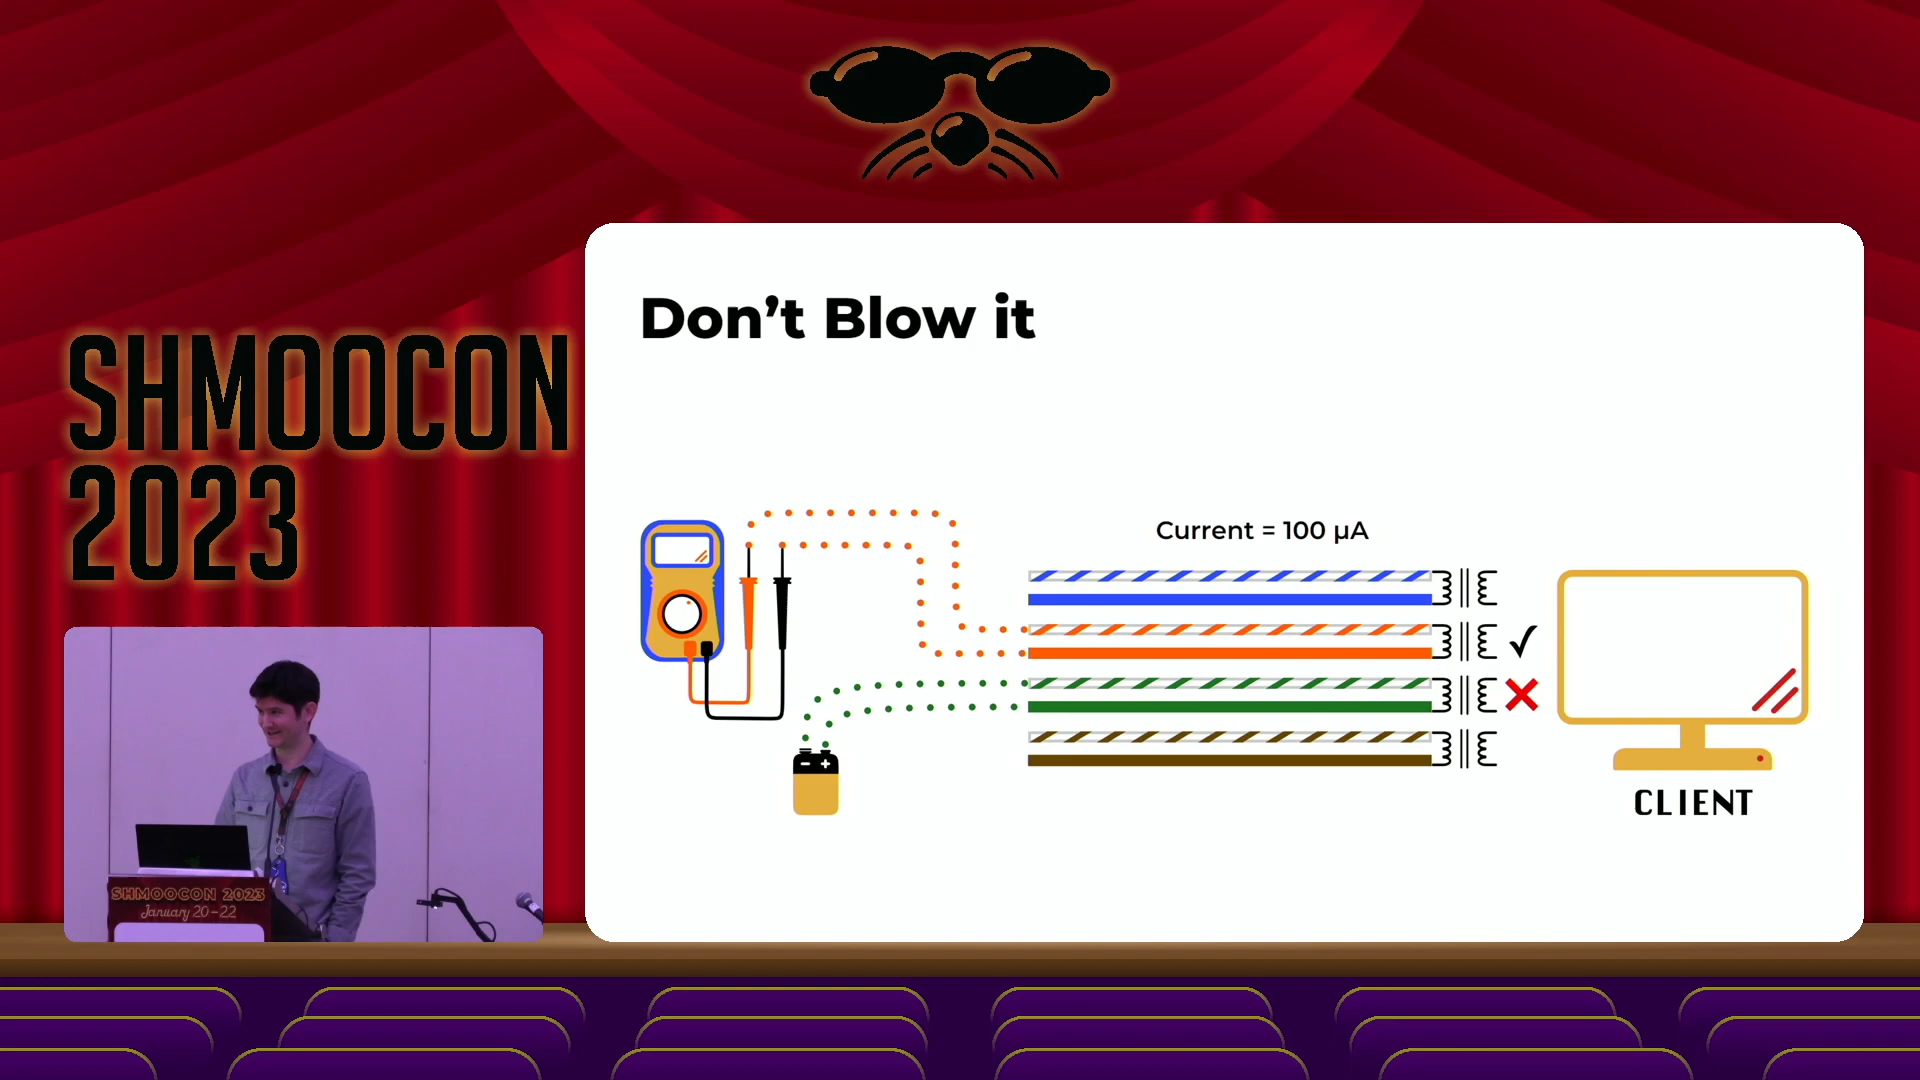 SHMOOCON
2023
Don't Blow it
Current = 100 µA
CLIENT
SHMOOCON 2023
January 20-22